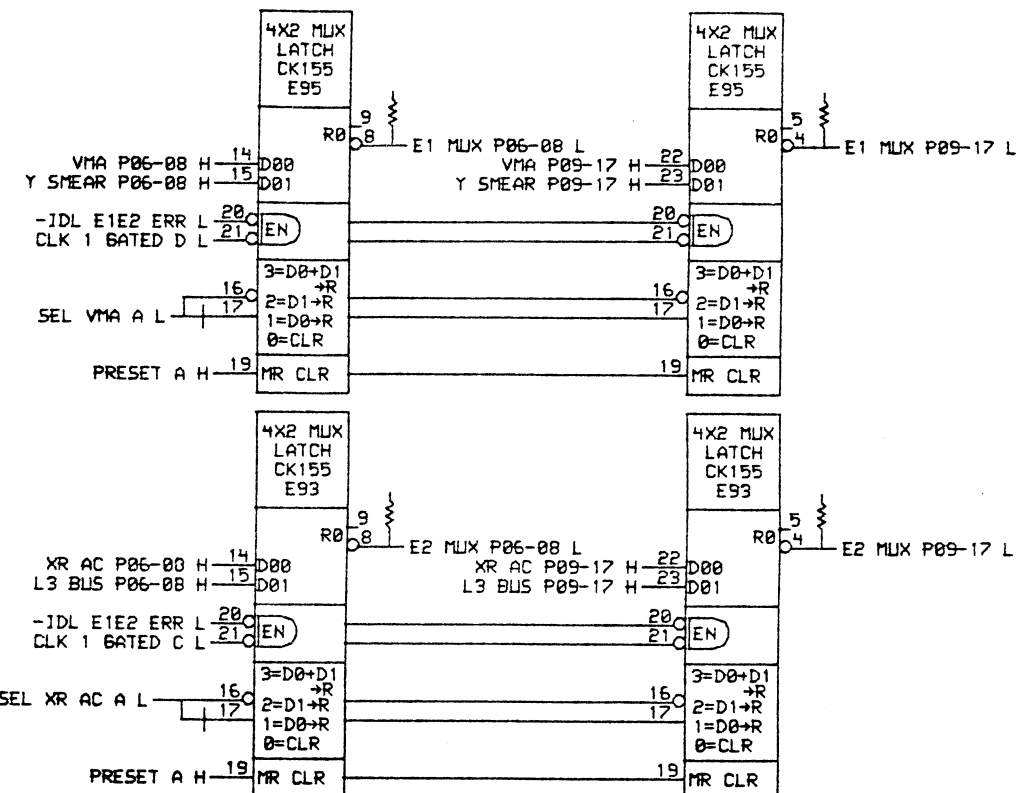 4X2 MUX
LATCH
CK155
E95
R0
9
8
E1 MUX P06-08 L
VMA P06-08 H 14 D00
Y SMEAR P06-08 H 15 D01
-IDL E1E2 ERR L 20
CLK 1 GATED D L 21
EN
SEL VMA A L
16
17
3=D0+D1
→R
2=D1→R
1=D0→R
0=CLR
PRESET A H 19 MR CLR
4X2 MUX
LATCH
CK155
E95
R0
5
4
E1 MUX P09-17 L
VMA P09-17 H 22 D00
Y SMEAR P09-17 H 23 D01
20
21
EN
16
17
3=D0+D1
→R
2=D1→R
1=D0→R
0=CLR
19 MR CLR
4X2 MUX
LATCH
CK155
E93
R0
9
8
E2 MUX P06-08 L
XR AC P06-08 H 14 D00
L3 BUS P06-08 H 15 D01
-IDL E1E2 ERR L 20
CLK 1 GATED C L 21
EN
SEL XR AC A L
16
17
3=D0+D1
→R
2=D1→R
1=D0→R
0=CLR
PRESET A H 19 MR CLR
4X2 MUX
LATCH
CK155
E93
R0
5
4
E2 MUX P09-17 L
XR AC P09-17 H 22 D00
L3 BUS P09-17 H 23 D01
20
21
EN
16
17
3=D0+D1
→R
2=D1→R
1=D0→R
0=CLR
19 MR CLR